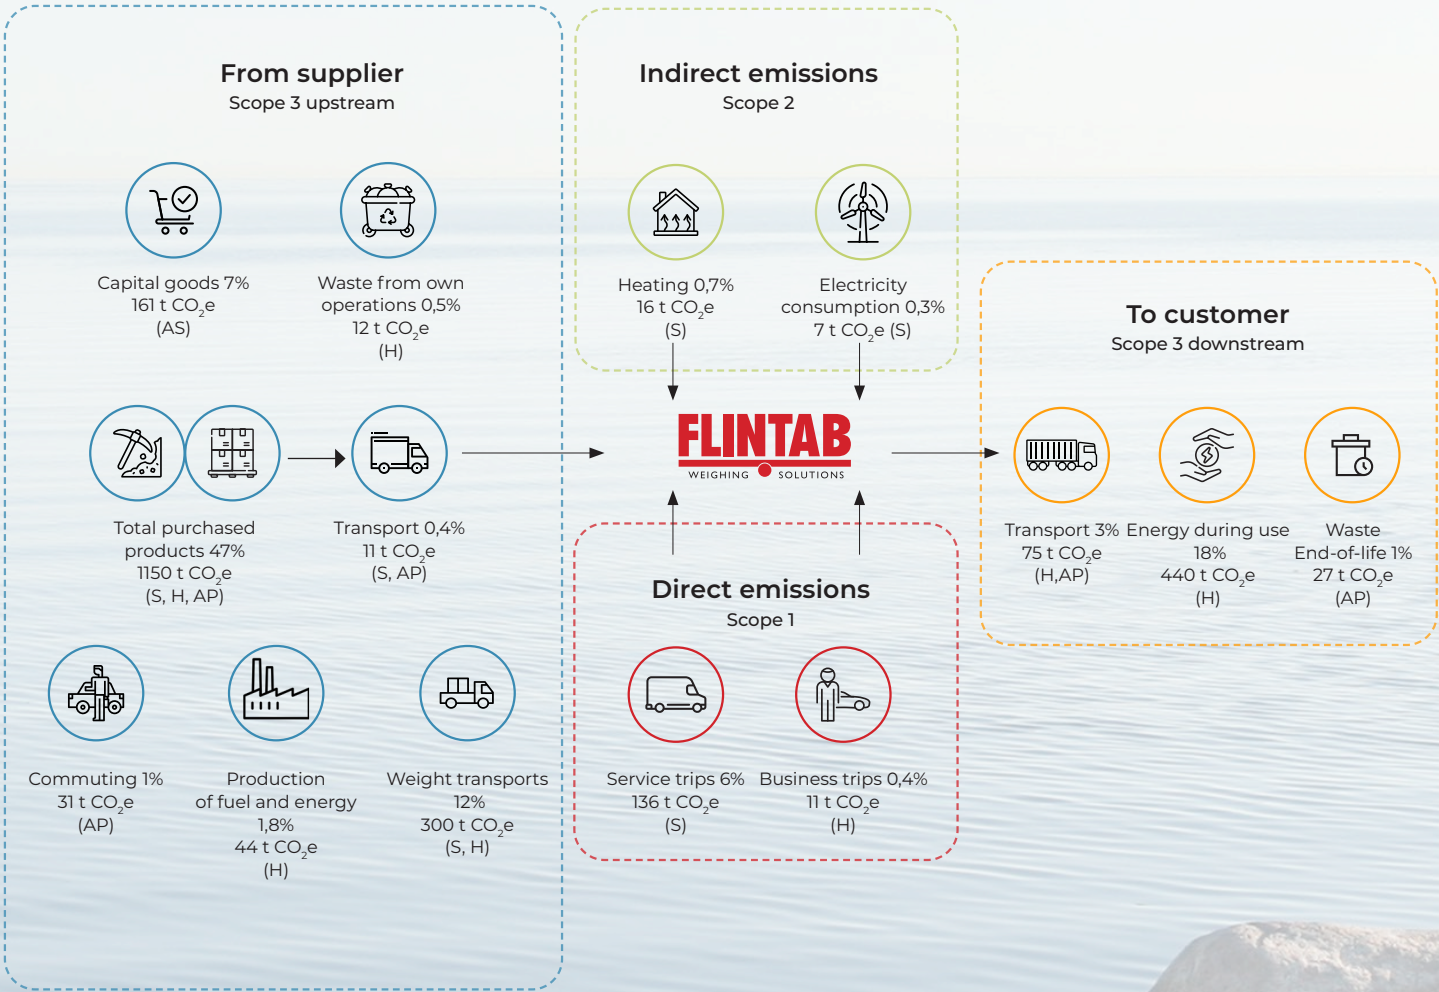 From supplier
Scope 3 upstream
Capital goods 7%
161 t CO₂e
(AS)
Waste from own
operations 0,5%
12 t CO₂e
(H)
Total purchased
products 47%
1150 t CO₂e
(S, H, AP)
Transport 0,4%
11 t CO₂e
(S, AP)
Commuting 1%
31 t CO₂e
(AP)
Production
of fuel and energy
1,8%
44 t CO₂e
(H)
Weight transports
12%
300 t CO₂e
(S, H)
Indirect emissions
Scope 2
Heating 0,7%
16 t CO₂e
(S)
Electricity
consumption 0,3%
7 t CO₂e (S)
FLINTAB
WEIGHING SOLUTIONS
Direct emissions
Scope 1
Service trips 6%
136 t CO₂e
(S)
Business trips 0,4%
11 t CO₂e
(H)
To customer
Scope 3 downstream
Transport 3%
75 t CO₂e
(H,AP)
Energy during use
18%
440 t CO₂e
(H)
Waste
End-of-life 1%
27 t CO₂e
(AP)